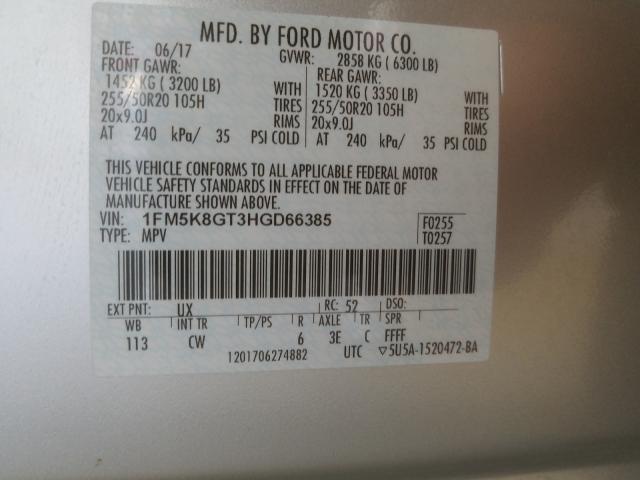 MFD. BY FORD MOTOR CO.
DATE: 06/17 GVWR: 2858 KG ( 6300 LB)
FRONT GAWR: REAR GAWR:
1452 KG ( 3200 LB) WITH 1520 KG ( 3350 LB) WITH
255/50R20 105H TIRES 255/50R20 105H TIRES
20x9.0J RIMS 20x9.0J RIMS
AT 240 kPa/ 35 PSI COLD AT 240 kPa/ 35 PSI COLD
THIS VEHICLE CONFORMS TO ALL APPLICABLE FEDERAL MOTOR
VEHICLE SAFETY STANDARDS IN EFFECT ON THE DATE OF
MANUFACTURE SHOWN ABOVE.
VIN: 1FM5K8GT3HGD66385 F0255
TYPE: MPV T0257
EXT PNT: UX RC: 52 DSO:
WB INT TR TP/PS R AXLE TR SPR
113 CW 6 3E C FFFF
1201706274882 UTC ▽5U5A-1520472-BA